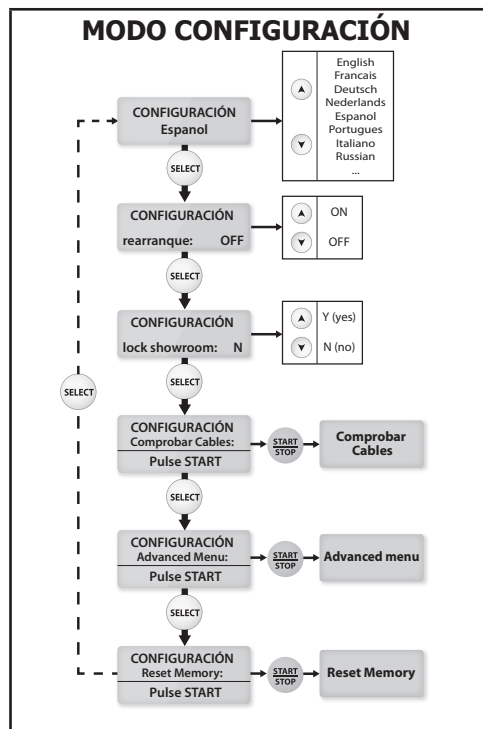 MODO CONFIGURACIÓN
CONFIGURACIÓN
Espanol
English
Francais
Deutsch
Nederlands
Espanol
Portugues
Italiano
Russian
...
SELECT
CONFIGURACIÓN
rearranque: OFF
ON
OFF
SELECT
CONFIGURACIÓN
lock showroom: N
Y (yes)
N (no)
SELECT
SELECT
CONFIGURACIÓN
Comprobar Cables:
Pulse START
START
STOP
Comprobar
Cables
SELECT
CONFIGURACIÓN
Advanced Menu:
Pulse START
START
STOP
Advanced menu
SELECT
CONFIGURACIÓN
Reset Memory:
Pulse START
START
STOP
Reset Memory